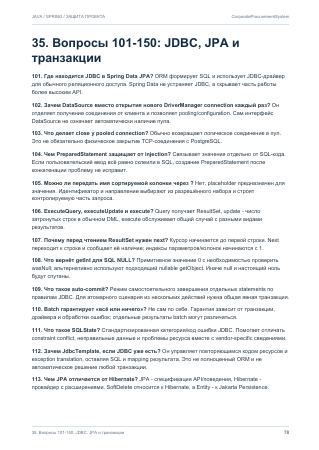 JAVA / SPRING / ЗАЩИТА ПРОЕКТА
CorporateProcurementSystem
35. Вопросы 101-150: JDBC, JPA и
транзакции
101. Где находится JDBC в Spring Data JPA? ORM формирует SQL и использует JDBC-драйвер
для обычного реляционного доступа. Spring Data не устраняет JDBC, а скрывает часть работы
более высоким API.
102. Зачем DataSource вместо открытия нового DriverManager connection каждый раз? Он
отделяет получение соединения от клиента и позволяет pooling/configuration. Сам интерфейс
DataSource не означает автоматически наличие пула.
103. Что делает close у pooled connection? Обычно возвращает логическое соединение в пул.
Это не обязательно физическое закрытие TCP-соединения с PostgreSQL.
104. Чем PreparedStatement защищает от injection? Связывает значения отдельно от SQL-кода.
Если пользовательский ввод всё равно склеили в SQL, создание PreparedStatement после
конкатенации проблему не исправит.
105. Можно ли передать имя сортируемой колонки через ? Нет, placeholder предназначен для
значения. Идентификатор и направление выбирают из разрешённого набора и строят
контролируемую часть запроса.
106. ExecuteQuery, executeUpdate и execute? Query получает ResultSet, update - число
затронутых строк в обычном DML, execute обслуживает общий случай с разными видами
результатов.
107. Почему перед чтением ResultSet нужен next? Курсор начинается до первой строки. Next
переходит к строке и сообщает её наличие; индексы параметров/колонок начинаются с 1.
108. Что вернёт getInt для SQL NULL? Примитивное значение 0 с необходимостью проверить
wasNull; альтернативно используют подходящий nullable getObject. Иначе null и настоящий ноль
будут спутаны.
109. Что такое auto-commit? Режим самостоятельного завершения отдельных statements по
правилам JDBC. Для атомарного сценария из нескольких действий нужна общая явная транзакция.
110. Batch гарантирует «всё или ничего»? Не сам по себе. Гарантия зависит от транзакции,
драйвера и обработки ошибок; отдельные результаты batch могут различаться.
111. Что такое SQLState? Стандартизированная категория/код ошибки JDBC. Помогает отличать
constraint conflict, неправильные данные и проблемы ресурса вместе с vendor-specific сведениями.
112. Зачем JdbcTemplate, если JDBC уже есть? Он управляет повторяющимся кодом ресурсов и
exception translation, оставляя SQL и mapping результата. Это не полноценный ORM и не
автоматическое решение любой транзакции.
113. Чем JPA отличается от Hibernate? JPA - спецификация API/поведения, Hibernate -
провайдер с расширениями. SoftDelete относится к Hibernate, а Entity - к Jakarta Persistence.
35. Вопросы 101-150: JDBC, JPA и транзакции
78